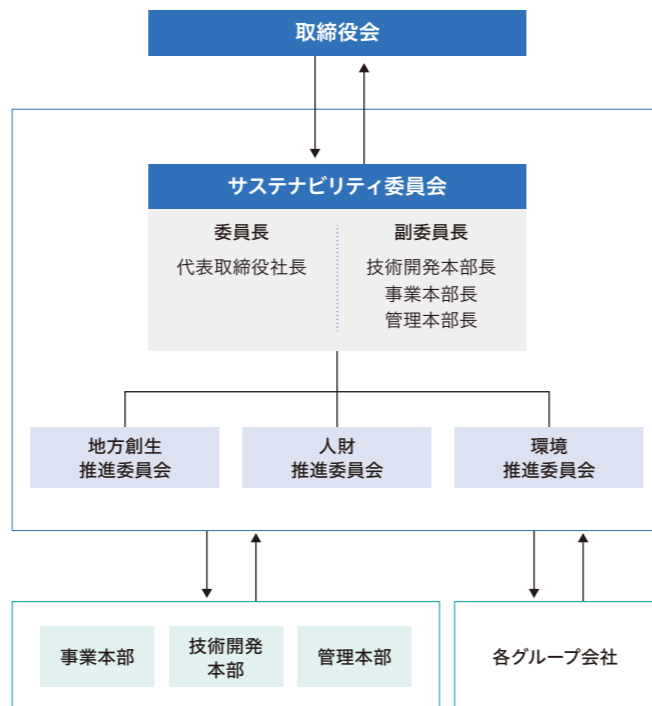 取締役会
サステナビリティ委員会
委員長
代表取締役社長
副委員長
技術開発本部長
事業本部長
管理本部長
地方創生
推進委員会
人財
推進委員会
環境
推進委員会
事業本部
技術開発
本部
管理本部
各グループ会社